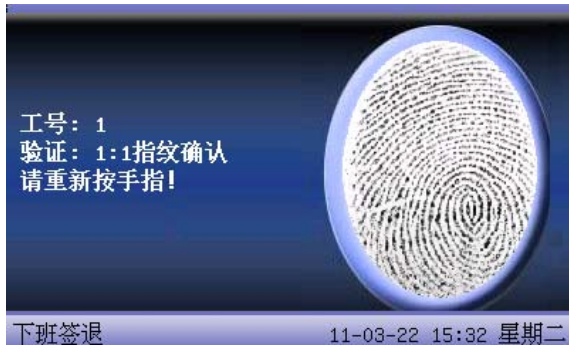 工号: 1
验证: 1:1指纹确认
请重新按手指!
下班签退
11-03-22 15:32 星期二